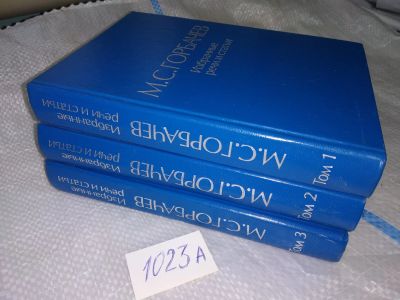 М.С.ГОРБАЧЕВ
Избранные
речи и статьи
М.С.ГОРБАЧЕВ
Избранные
речи и статьи
Том 1
М.С.ГОРБАЧЕВ
Избранные
речи и статьи
Том 2
М.С.ГОРБАЧЕВ
Избранные
речи и статьи
Том 3
1023А